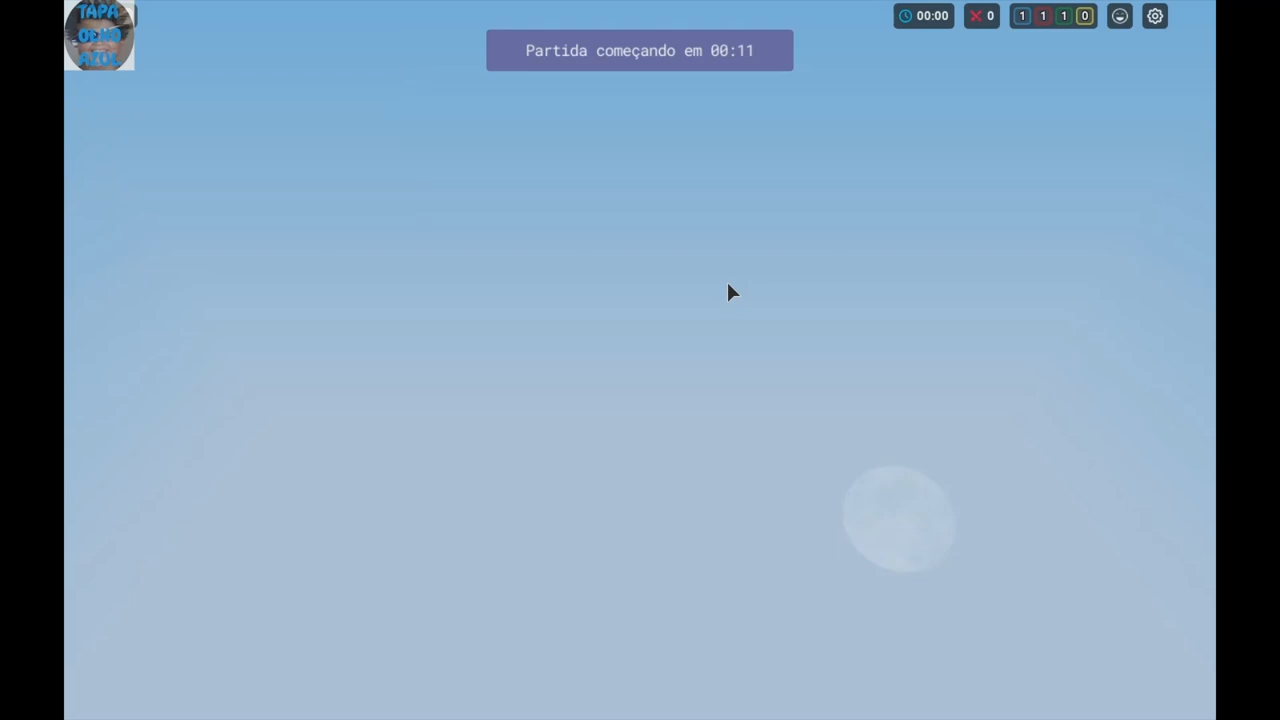 TAPA
OLHO
AZUL
00:00
0
1 1 1 0
Partida começando em 00:11